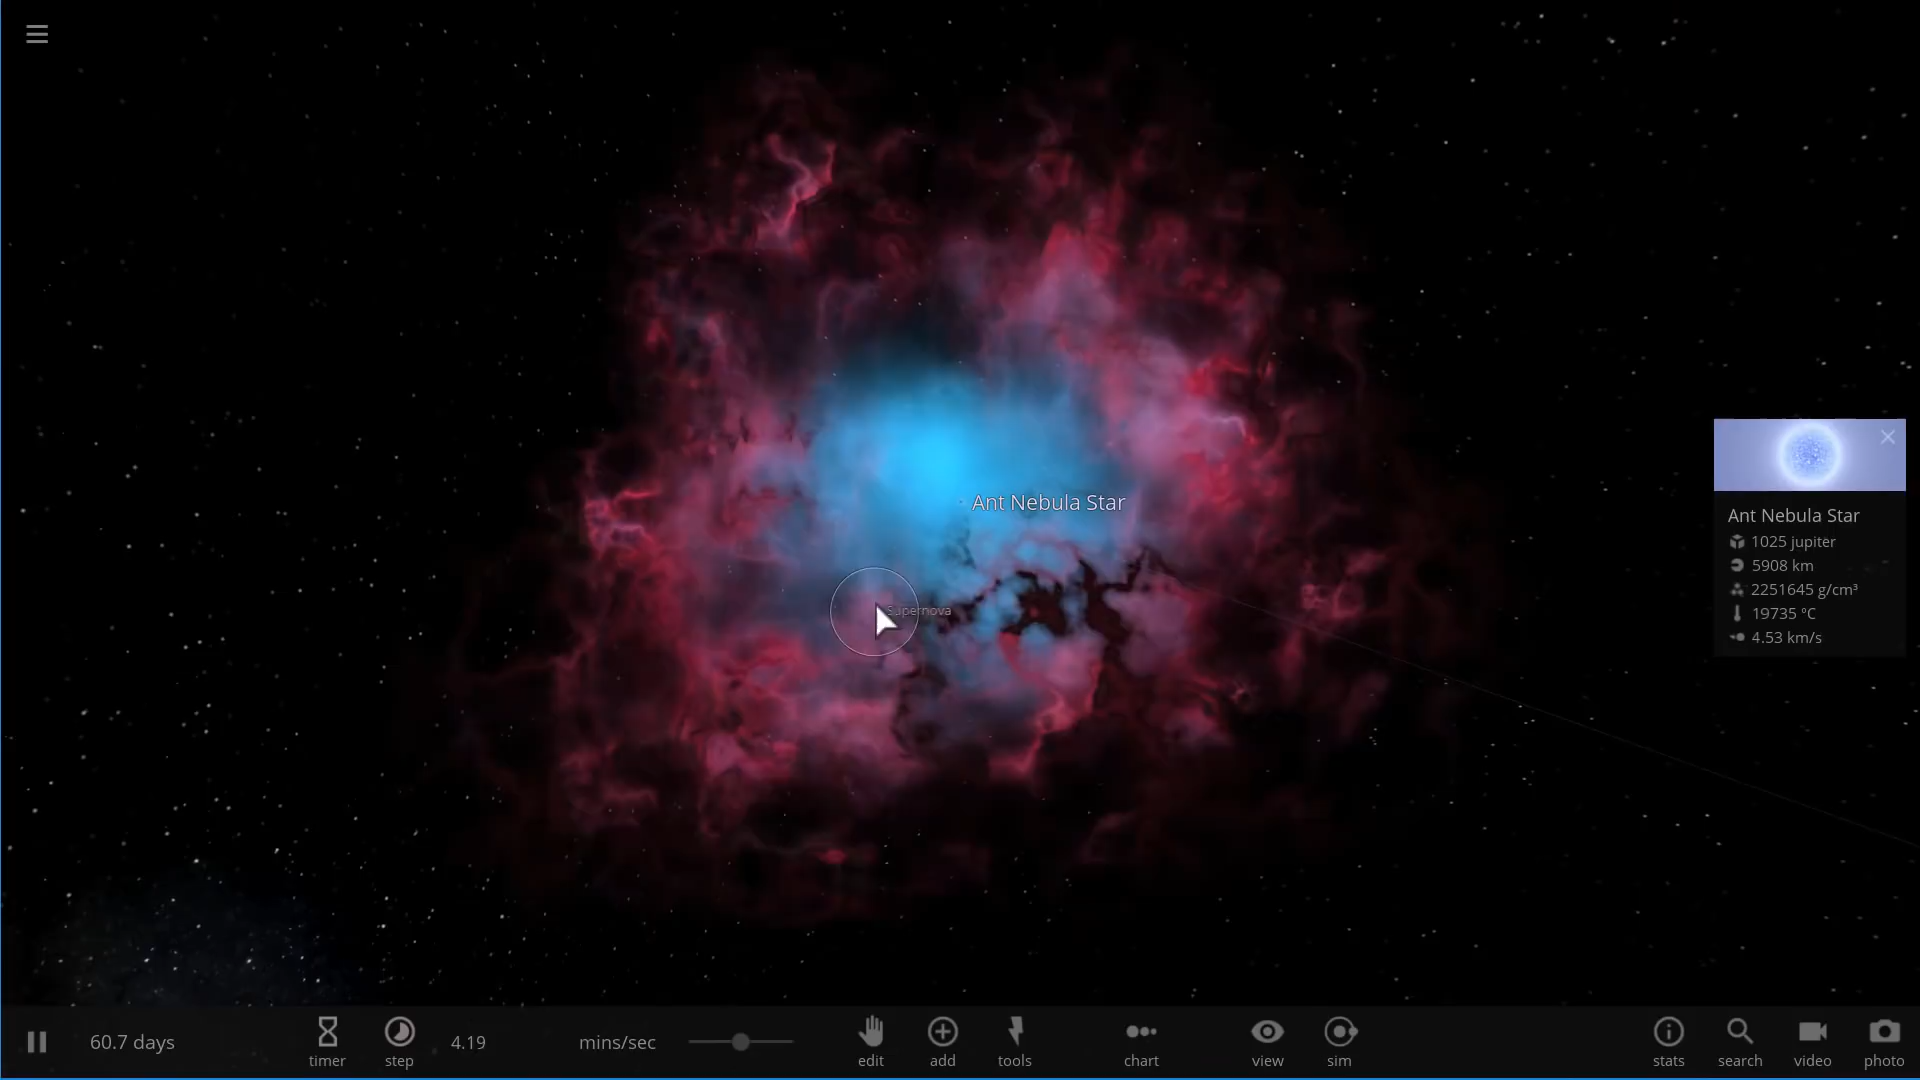 Ant Nebula Star
Supernova
Ant Nebula Star
1025 jupiter
5908 km
2251645 g/cm³
19735 °C
4.53 km/s
60.7 days
timer
step
4.19
mins/sec
edit
add
tools
chart
view
sim
stats
search
video
photo